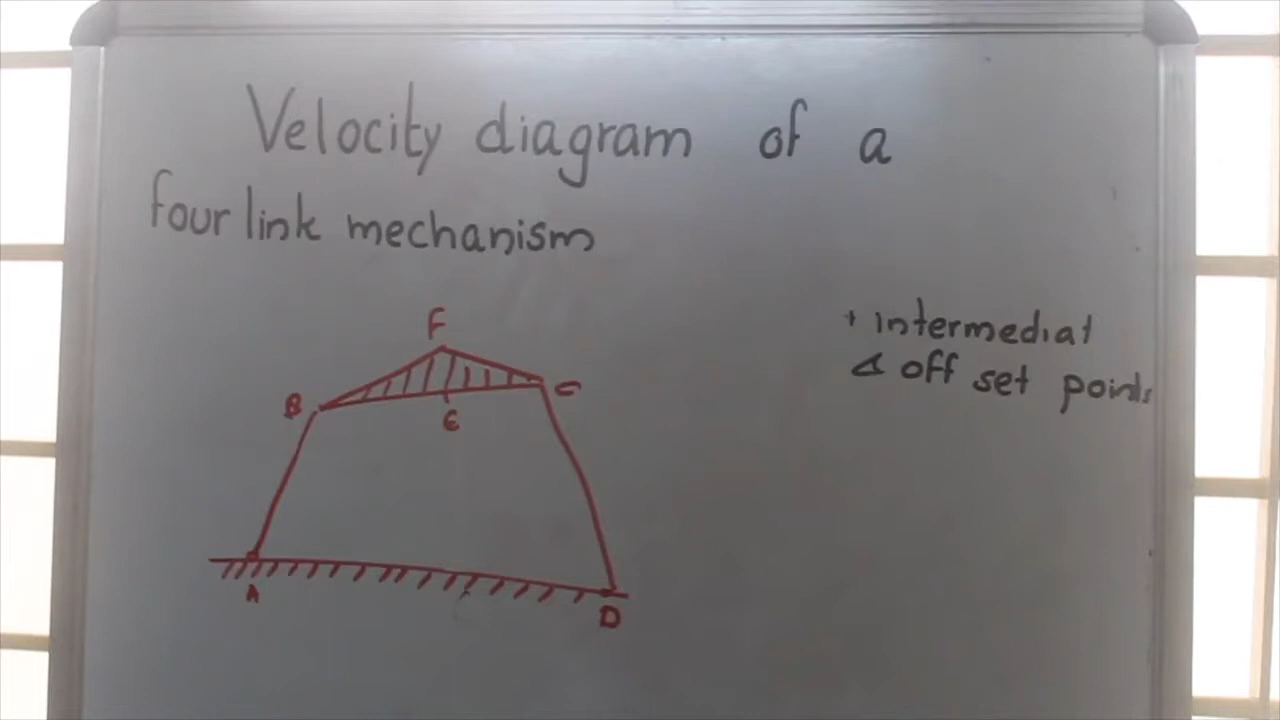 Velocity diagram of a
four link mechanism
+ intermediat
& off set points
F
B
C
E
A
D